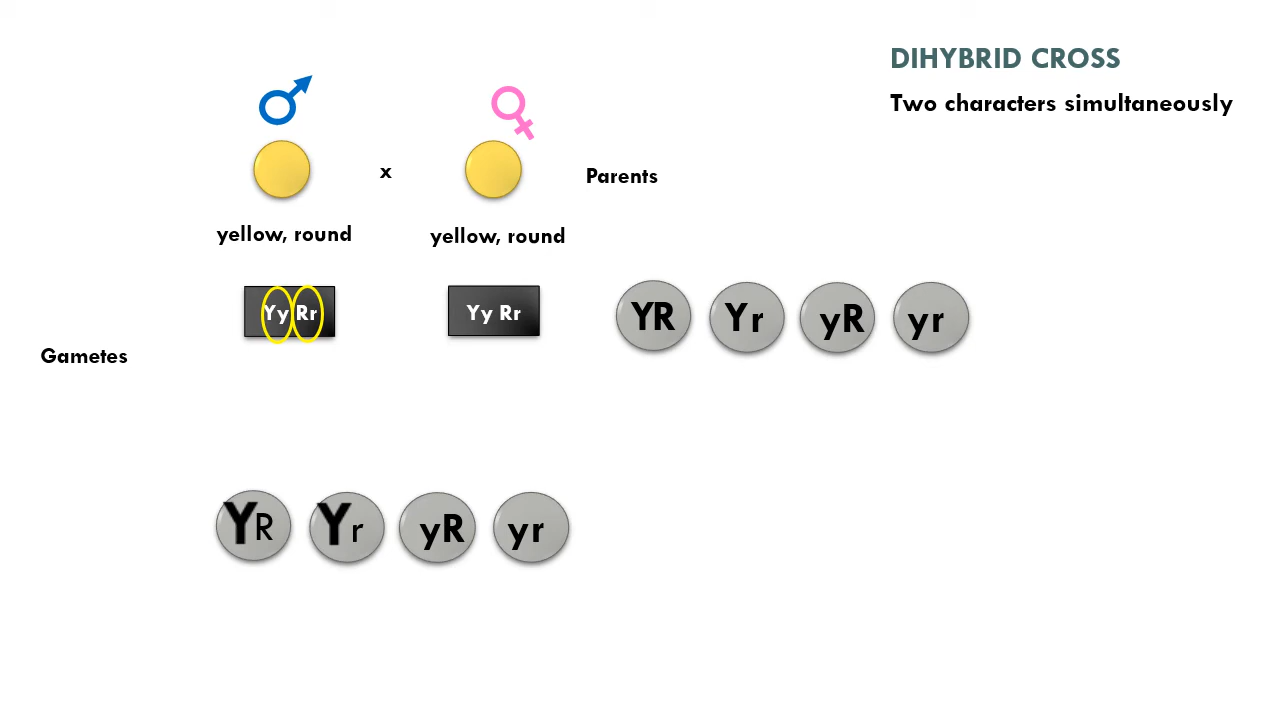 DIHYBRID CROSS
Two characters simultaneously
x
Parents
yellow, round
yellow, round
Yy Rr
Yy Rr
YR
Yr
yR
yr
Gametes
YR
Yr
yR
yr